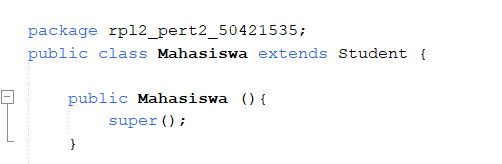 package rpl2_pert2_50421535;
public class Mahasiswa extends Student {
public Mahasiswa (){
super();
}